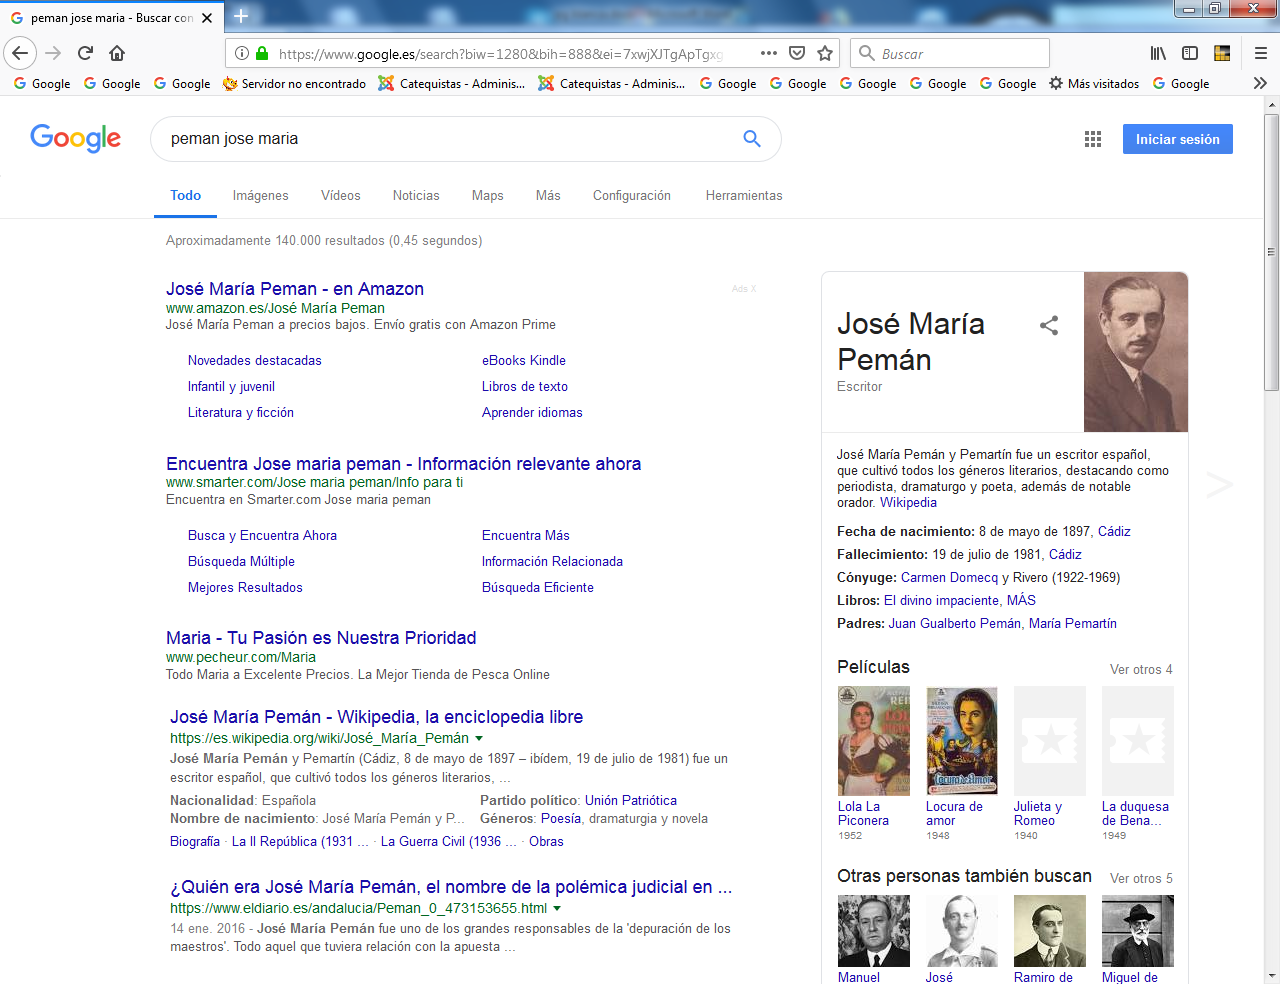 peman jose maria - Buscar con
https://www.google.es/search?biw=1280&bih=888&ei=7xwjXJTgApTgxg
Buscar
Google
Google
Google
Servidor no encontrado
Catequistas - Adminis...
Catequistas - Adminis...
Google
Google
Google
Google
Google
Más visitados
Google
Google
peman jose maria
Iniciar sesión
Todo Imágenes Vídeos Noticias Maps Más Configuración Herramientas
Aproximadamente 140.000 resultados (0,45 segundos)
José María Peman - en Amazon
Ads X
www.amazon.es/José María Peman
José María Peman a precios bajos. Envío gratis con Amazon Prime
Novedades destacadas eBooks Kindle
Infantil y juvenil Libros de texto
Literatura y ficción Aprender idiomas
Encuentra Jose maria peman - Información relevante ahora
www.smarter.com/Jose maria peman/Info para ti
Encuentra en Smarter.com Jose maria peman
Busca y Encuentra Ahora Encuentra Más
Búsqueda Múltiple Información Relacionada
Mejores Resultados Búsqueda Eficiente
Maria - Tu Pasión es Nuestra Prioridad
www.pecheur.com/Maria
Todo Maria a Excelente Precios. La Mejor Tienda de Pesca Online
José María Pemán - Wikipedia, la enciclopedia libre
https://es.wikipedia.org/wiki/José_María_Pemán
José María Pemán y Pemartín (Cádiz, 8 de mayo de 1897 – ibídem, 19 de julio de 1981) fue un
escritor español, que cultivó todos los géneros literarios, ...
Nacionalidad: Española Partido político: Unión Patriótica
Nombre de nacimiento: José María Pemán y P... Géneros: Poesía, dramaturgia y novela
Biografía · La II República (1931 ... · La Guerra Civil (1936 ... · Obras
¿Quién era José María Pemán, el nombre de la polémica judicial en ...
https://www.eldiario.es/andalucia/Peman_0_473153655.html
14 ene. 2016 - José María Pemán fue uno de los grandes responsables de la 'depuración de los
maestros'. Todo aquel que tuviera relación con la apuesta ...
José María
Pemán
Escritor
José María Pemán y Pemartín fue un escritor español,
que cultivó todos los géneros literarios, destacando como
periodista, dramaturgo y poeta, además de notable
orador. Wikipedia
Fecha de nacimiento: 8 de mayo de 1897, Cádiz
Fallecimiento: 19 de julio de 1981, Cádiz
Cónyuge: Carmen Domecq y Rivero (1922-1969)
Libros: El divino impaciente, MÁS
Padres: Juan Gualberto Pemán, María Pemartín
Películas
Ver otros 4
Lola La
Piconera
1952
Locura de
amor
1948
Julieta y
Romeo
1940
La duquesa
de Bena...
1949
Otras personas también buscan
Ver otros 5
Manuel José Ramiro de Miguel de